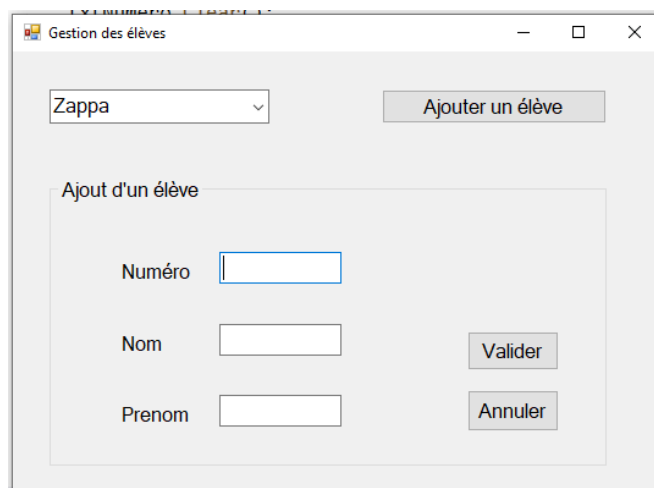 Gestion des élèves
Zappa
Ajouter un élève
Ajout d'un élève
Numéro
Nom
Valider
Prenom
Annuler